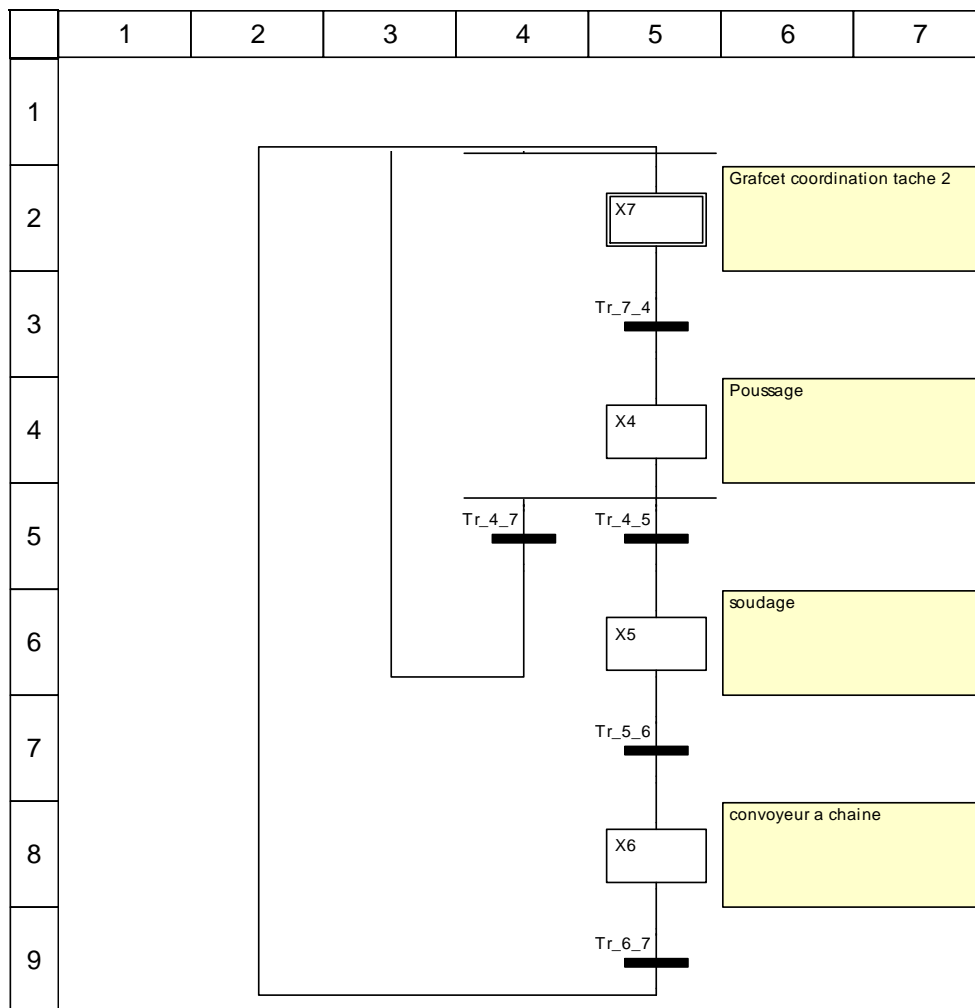 1 2 3 4 5 6 7
1
2
X7
Grafcet coordination tache 2
3
Tr_7_4
4
X4
Poussage
5
Tr_4_7 Tr_4_5
6
X5
soudage
7
Tr_5_6
8
X6
convoyeur a chaine
9
Tr_6_7